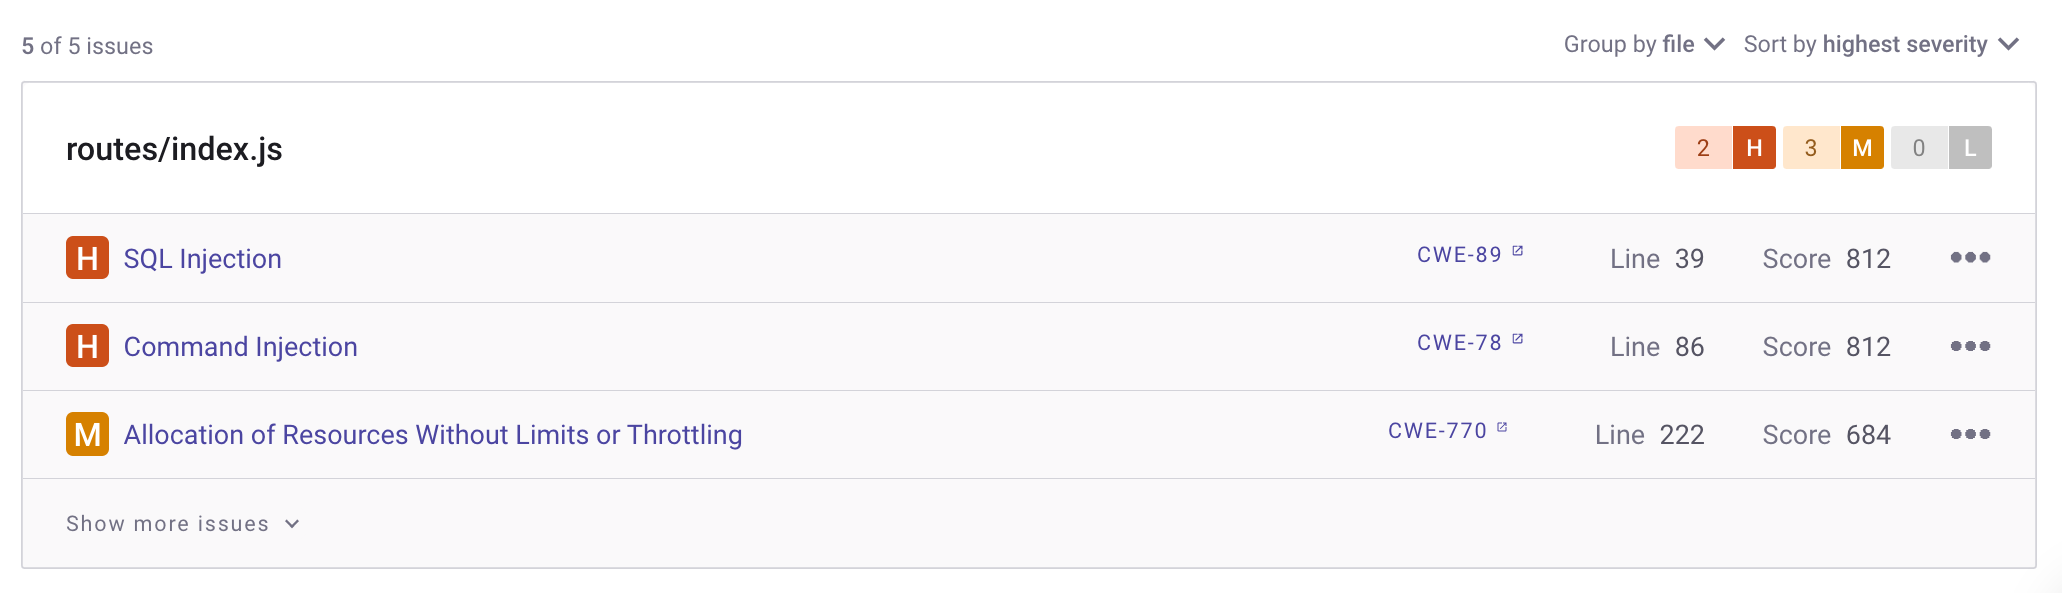 5 of 5 issues
Group by file Sort by highest severity
routes/index.js
2 H 3 M 0 L
H SQL Injection CWE-89 Line 39 Score 812
H Command Injection CWE-78 Line 86 Score 812
M Allocation of Resources Without Limits or Throttling CWE-770 Line 222 Score 684
Show more issues